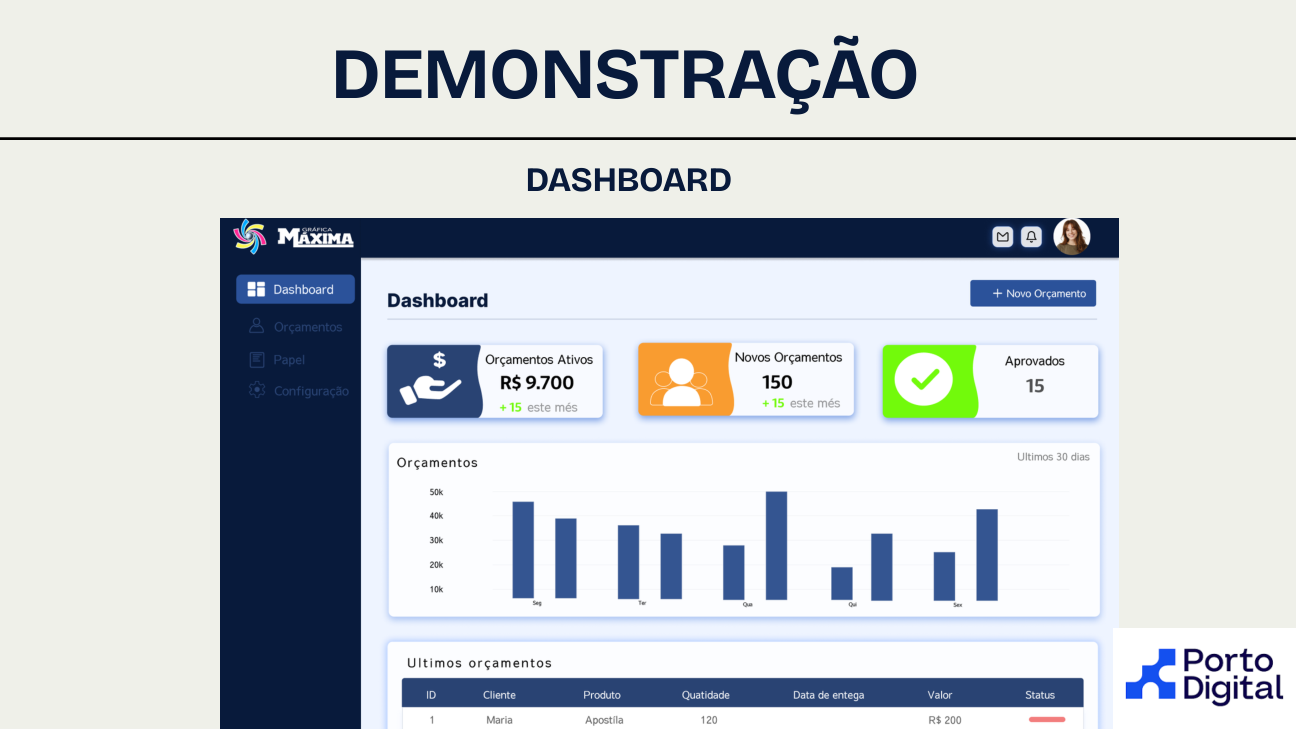 DEMONSTRAÇÃO
DASHBOARD
GRÁFICA
MÁXIMA
Dashboard
Orçamentos
Papel
Configuração
Dashboard
+ Novo Orçamento
Orçamentos Ativos
R$ 9.700
+ 15 este més
Novos Orçamentos
150
+ 15 este més
Aprovados
15
Orçamentos
Ultimos 30 dias
50k
40k
30k
20k
10k
Seg Ter Qua Qui Sex
Ultimos orçamentos
ID Cliente Produto Quatidade Data de entega Valor Status
1 Maria Apostila 120 R$ 200
Porto
Digital